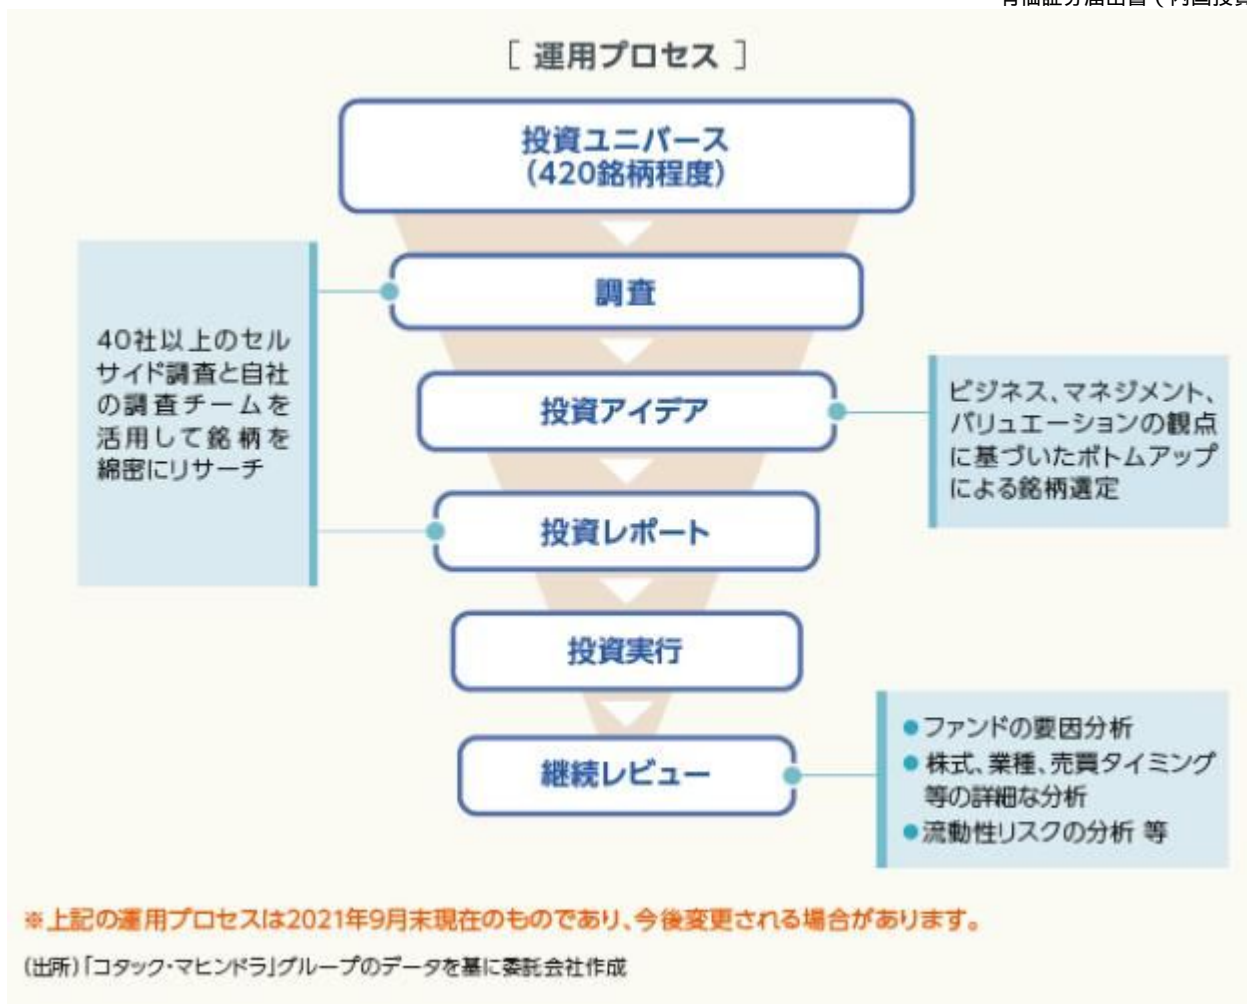 [ 運用プロセス ]
投資ユニバース
(420銘柄程度)
調査
40社以上のセル
サイド調査と自社
の調査チームを
活用して銘柄を
綿密にリサーチ
投資アイデア
ビジネス、マネジメント、
バリュエーションの観点
に基づいたボトムアップ
による銘柄選定
投資レポート
投資実行
継続レビュー
●ファンドの要因分析
●株式、業種、売買タイミング
等の詳細な分析
●流動性リスクの分析 等
※上記の運用プロセスは2021年9月末現在のものであり、今後変更される場合があります。
(出所)「コタック・マヒンドラ」グループのデータを基に委託会社作成